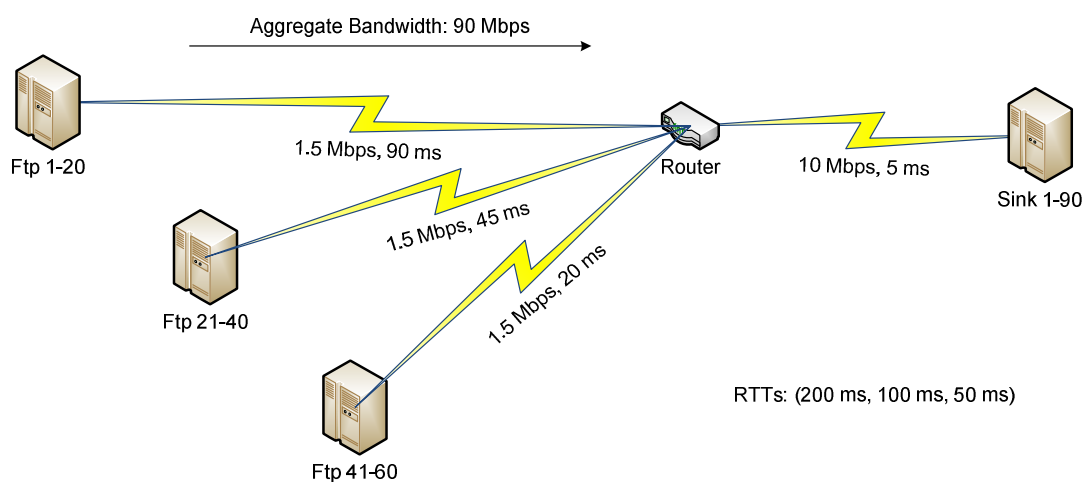 Aggregate Bandwidth: 90 Mbps
Ftp 1-20
1.5 Mbps, 90 ms
Router
10 Mbps, 5 ms
Sink 1-90
1.5 Mbps, 45 ms
Ftp 21-40
1.5 Mbps, 20 ms
RTTs: (200 ms, 100 ms, 50 ms)
Ftp 41-60